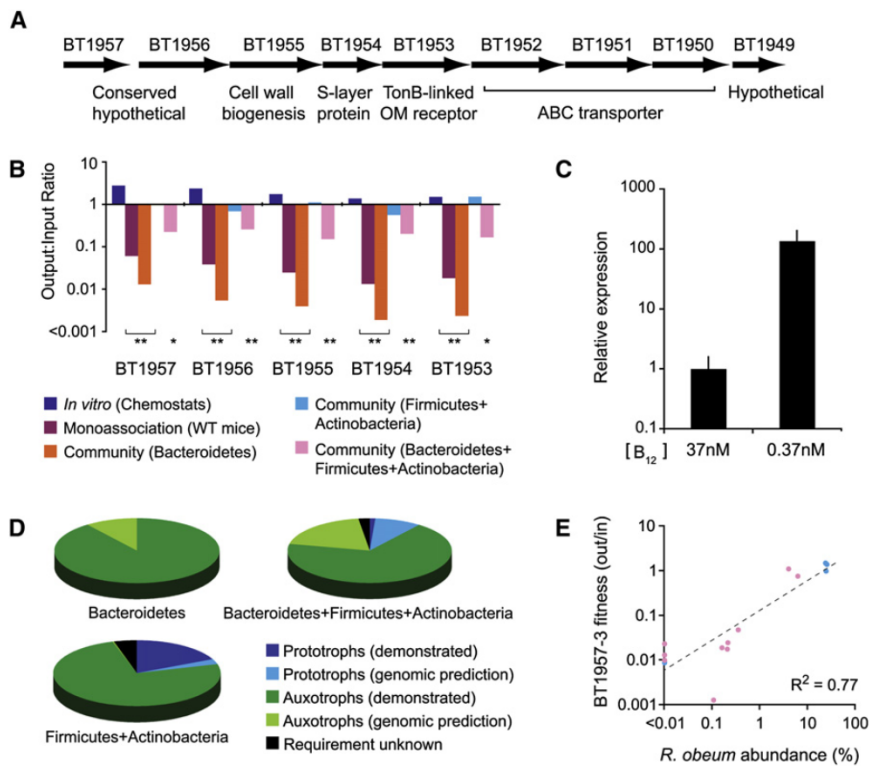 A
BT1957 BT1956 BT1955 BT1954 BT1953 BT1952 BT1951 BT1950 BT1949
Conserved
hypothetical
Cell wall
biogenesis
S-layer
protein
TonB-linked
OM receptor
ABC transporter
Hypothetical
B
Output:Input Ratio
10
1
0.1
0.01
<0.001
** * ** ** ** ** ** ** ** *
BT1957 BT1956 BT1955 BT1954 BT1953
In vitro (Chemostats)
Monoassociation (WT mice)
Community (Bacteroidetes)
Community (Firmicutes+
Actinobacteria)
Community (Bacteroidetes+
Firmicutes+Actinobacteria)
C
Relative expression
1000
100
10
1
0.1
[B12] 37nM 0.37nM
D
Bacteroidetes
Bacteroidetes+Firmicutes+Actinobacteria
Firmicutes+Actinobacteria
Prototrophs (demonstrated)
Prototrophs (genomic prediction)
Auxotrophs (demonstrated)
Auxotrophs (genomic prediction)
Requirement unknown
E
BT1957-3 fitness (out/in)
10
1
0.1
0.01
0.001
R2 = 0.77
<0.01 0.1 1 10 100
R. obeum abundance (%)